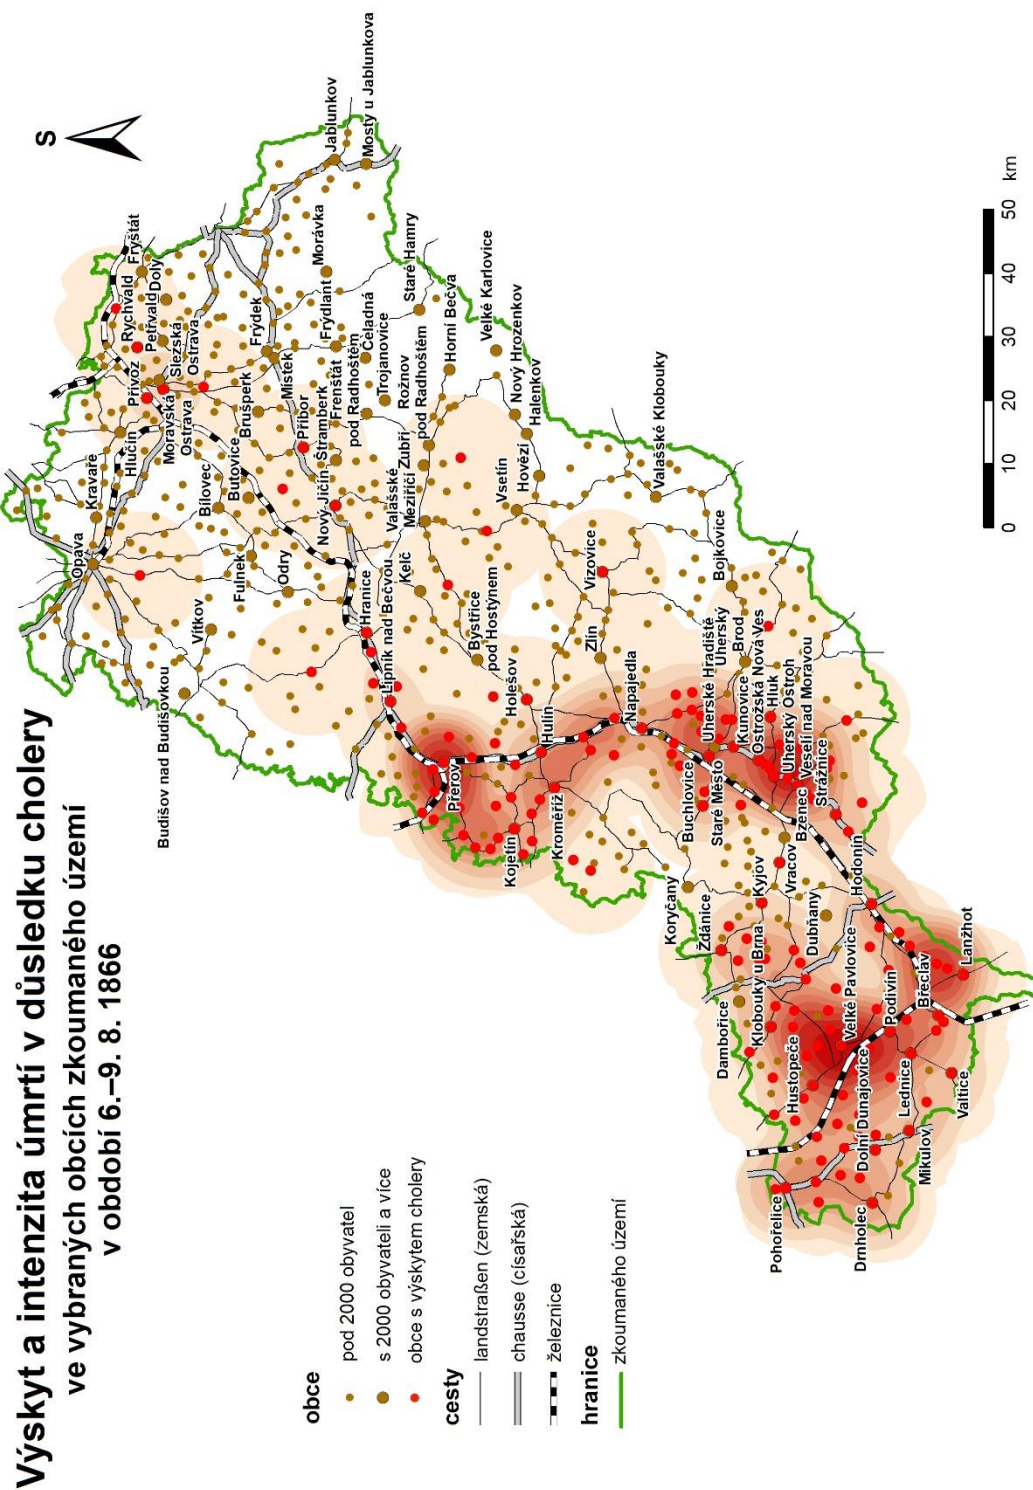 Výskyt a intenzita úmrtí v důsledku cholery
ve vybraných obcích zkoumaného území
v období 6.–9. 8. 1866
S
Opava
Kravaře
Hlučín
Přívoz
Rychvald
Fryštát
Petřvald
Doly
Slezská
Ostrava
Moravská
Ostrava
Budišov nad Budišovkou
Vítkov
Bílovec
Butovice
Brušperk
Frýdek
Místek
Fulnek
Odry
Příbor
Nový Jičín
Štramberk
Frenštát
pod Radhoštěm
Frýdlant
Morávka
Jablunkov
Mosty u Jablunkova
Čeladná
Trojanovice
Staré Hamry
Hranice
Lipník nad Bečvou
Kelč
Valašské
Meziříčí
Zubří
Rožnov
pod Radhoštěm
Horní Bečva
Velké Karlovice
Nový Hrozenkov
Halenkov
Hovězí
Vsetín
Bystřice
pod Hostýnem
Přerov
Holešov
Hulín
Kojetín
Kroměříž
Zlín
Vizovice
Napajedla
Valašské Klobouky
Bojkovice
Uherské Hradiště
Uherský
Brod
Kunovice
Ostrožská Nová Ves
Hluk
Uherský Ostroh
Veselí nad Moravou
Strážnice
Buchlovice
Staré Město
Bzenec
Koryčany
Ždánice
Kyjov
Vracov
Dubňany
Hodonín
Dambořice
Klobouky u Brna
Hustopeče
Velké Pavlovice
Podivín
Břeclav
Lanžhot
Pohořelice
Dolní Dunajovice
Lednice
Valtice
Drnholec
Mikulov
obce
pod 2000 obyvatel
s 2000 obyvateli a více
obce s výskytem cholery
cesty
landstraßen (zemská)
chausse (císařská)
železnice
hranice
zkoumaného území
0 10 20 30 40 50
km